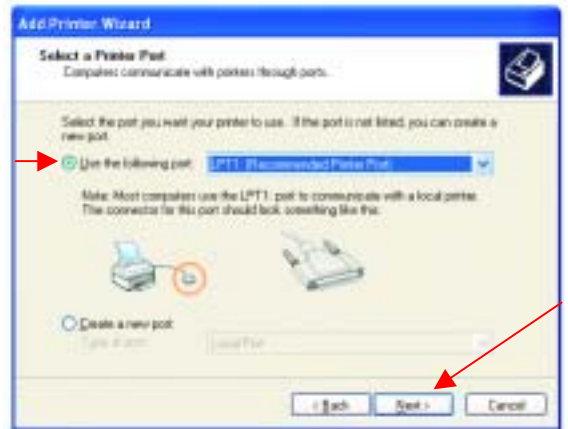 Add Printer Wizard
Select a Printer Port
Computers communicate with printers through ports.
Select the port you want your printer to use. If the port is not listed, you can create a
new port.
Use the following port: LPT1: (Recommended Printer Port)
Note: Most computers use the LPT1: port to communicate with a local printer.
The connector for this port should look something like this:
Create a new port:
Type of port: Local Port
< Back Next > Cancel